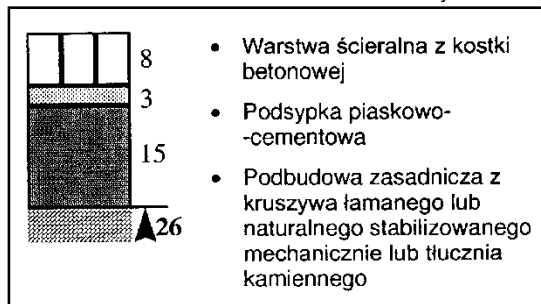 8
3
15
26
• Warstwa ścieralna z kostki
betonowej
• Podsypka piaskowo-
-cementowa
• Podbudowa zasadnicza z
kruszywa łamanego lub
naturalnego stabilizowanego
mechanicznie lub tłucznia
kamiennego